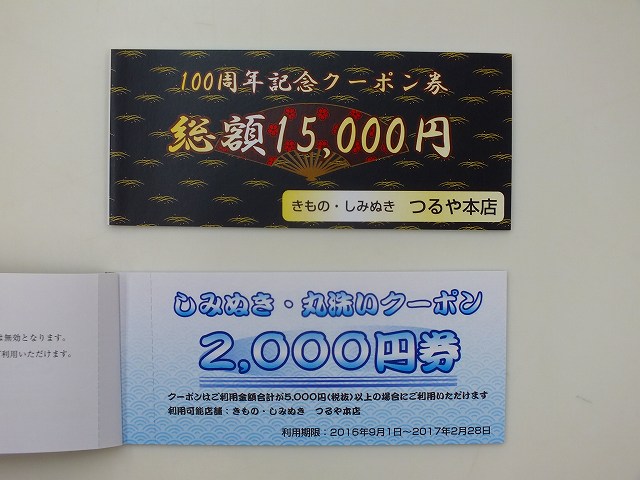 100周年記念クーポン券
総額15,000円
きもの・しみぬき つるや本店
は無効となります。
ご利用いただけます。
しみぬき・丸洗いクーポン
2,000円券
クーポンはご利用金額合計が5,000円(税抜)以上の場合にご利用いただけます
利用可能店舗：きもの・しみぬき つるや本店
利用期限：2016年9月1日～2017年2月28日